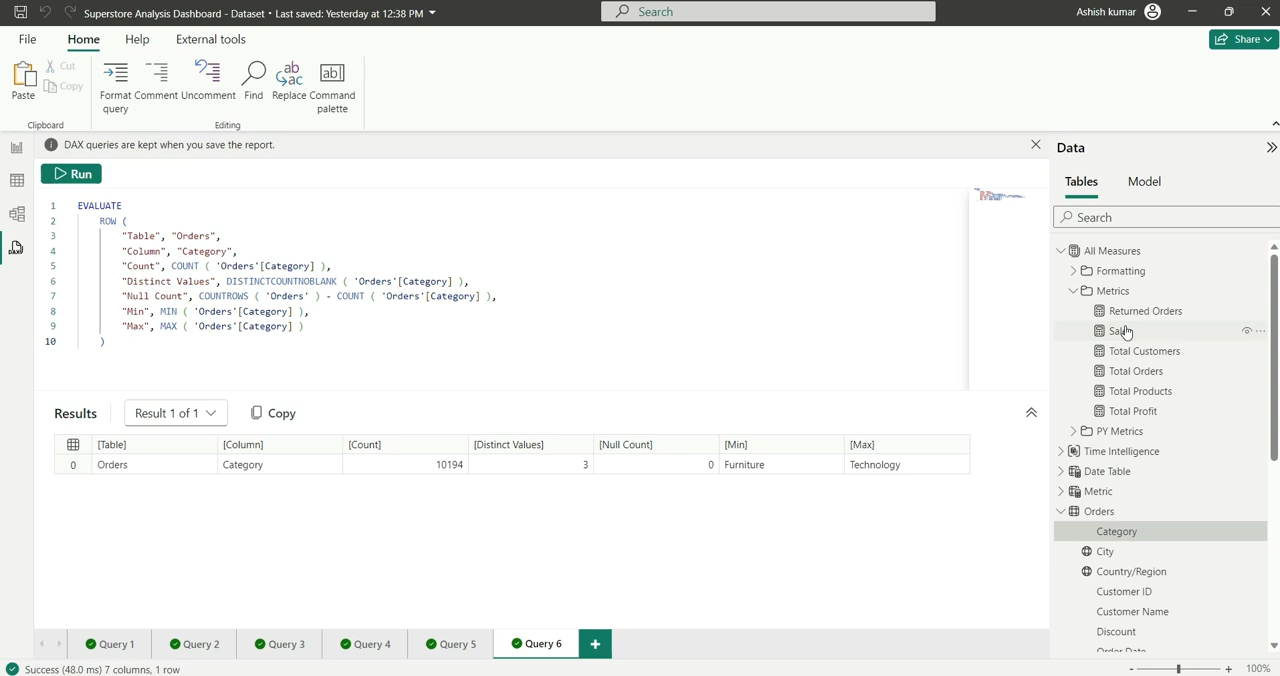 Superstore Analysis Dashboard - Dataset • Last saved: Yesterday at 12:38 PM
Search
Ashish kumar
File
Home
Help
External tools
Share
Paste
Cut
Copy
Format query
Comment
Uncomment
Find
Replace
Command palette
Clipboard
Editing
DAX queries are kept when you save the report.
Run
1 EVALUATE
2 ROW (
3 "Table", "Orders",
4 "Column", "Category",
5 "Count", COUNT ( 'Orders'[Category] ),
6 "Distinct Values", DISTINCTCOUNTNOBLANK ( 'Orders'[Category] ),
7 "Null Count", COUNTROWS ( 'Orders' ) - COUNT ( 'Orders'[Category] ),
8 "Min", MIN ( 'Orders'[Category] ),
9 "Max", MAX ( 'Orders'[Category] )
10 )
Results
Result 1 of 1
Copy
[Table] [Column] [Count] [Distinct Values] [Null Count] [Min] [Max]
0 Orders Category 10194 3 0 Furniture Technology
Query 1
Query 2
Query 3
Query 4
Query 5
Query 6
Success (48.0 ms) 7 columns, 1 row
100%
Data
Tables
Model
Search
All Measures
Formatting
Metrics
Returned Orders
Total Customers
Total Orders
Total Products
Total Profit
PY Metrics
Time Intelligence
Date Table
Metric
Orders
Category
City
Country/Region
Customer ID
Customer Name
Discount
Order Date